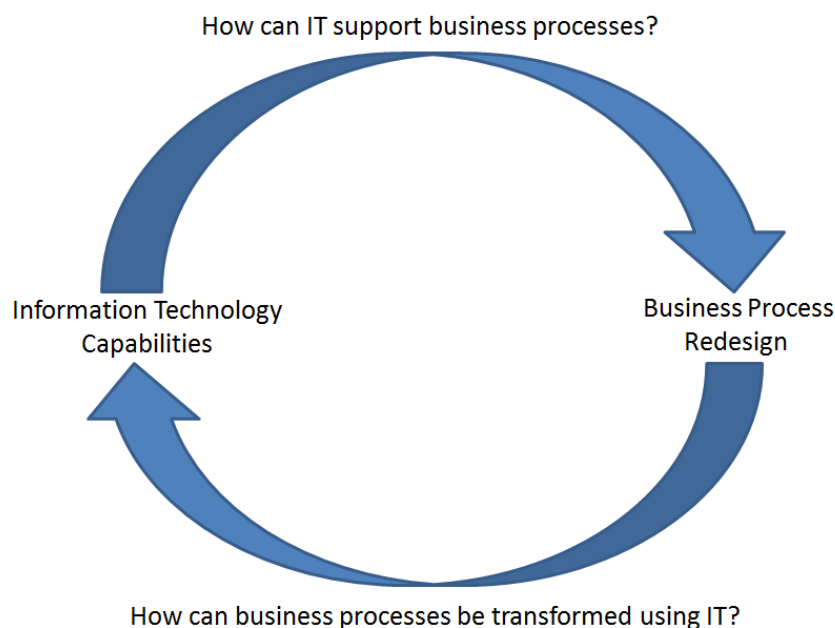 How can IT support business processes?
Information Technology
Capabilities
Business Process
Redesign
How can business processes be transformed using IT?